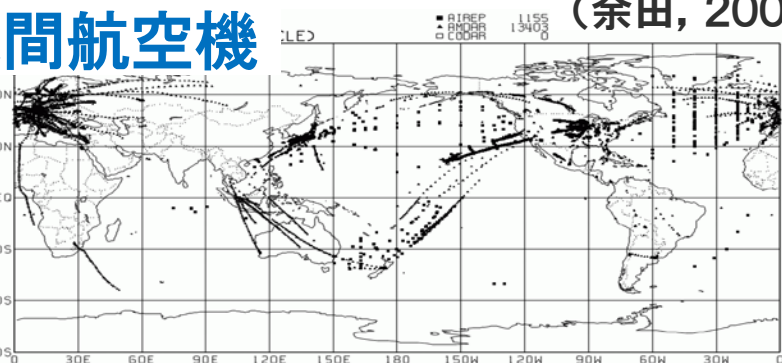 間航空機
（余田, 200
CLE)
AIREP 1155
AMDAR 13403
CODAR 0
0 30E 60E 90E 120E 150E 180 150W 120W 90W 60W 30W